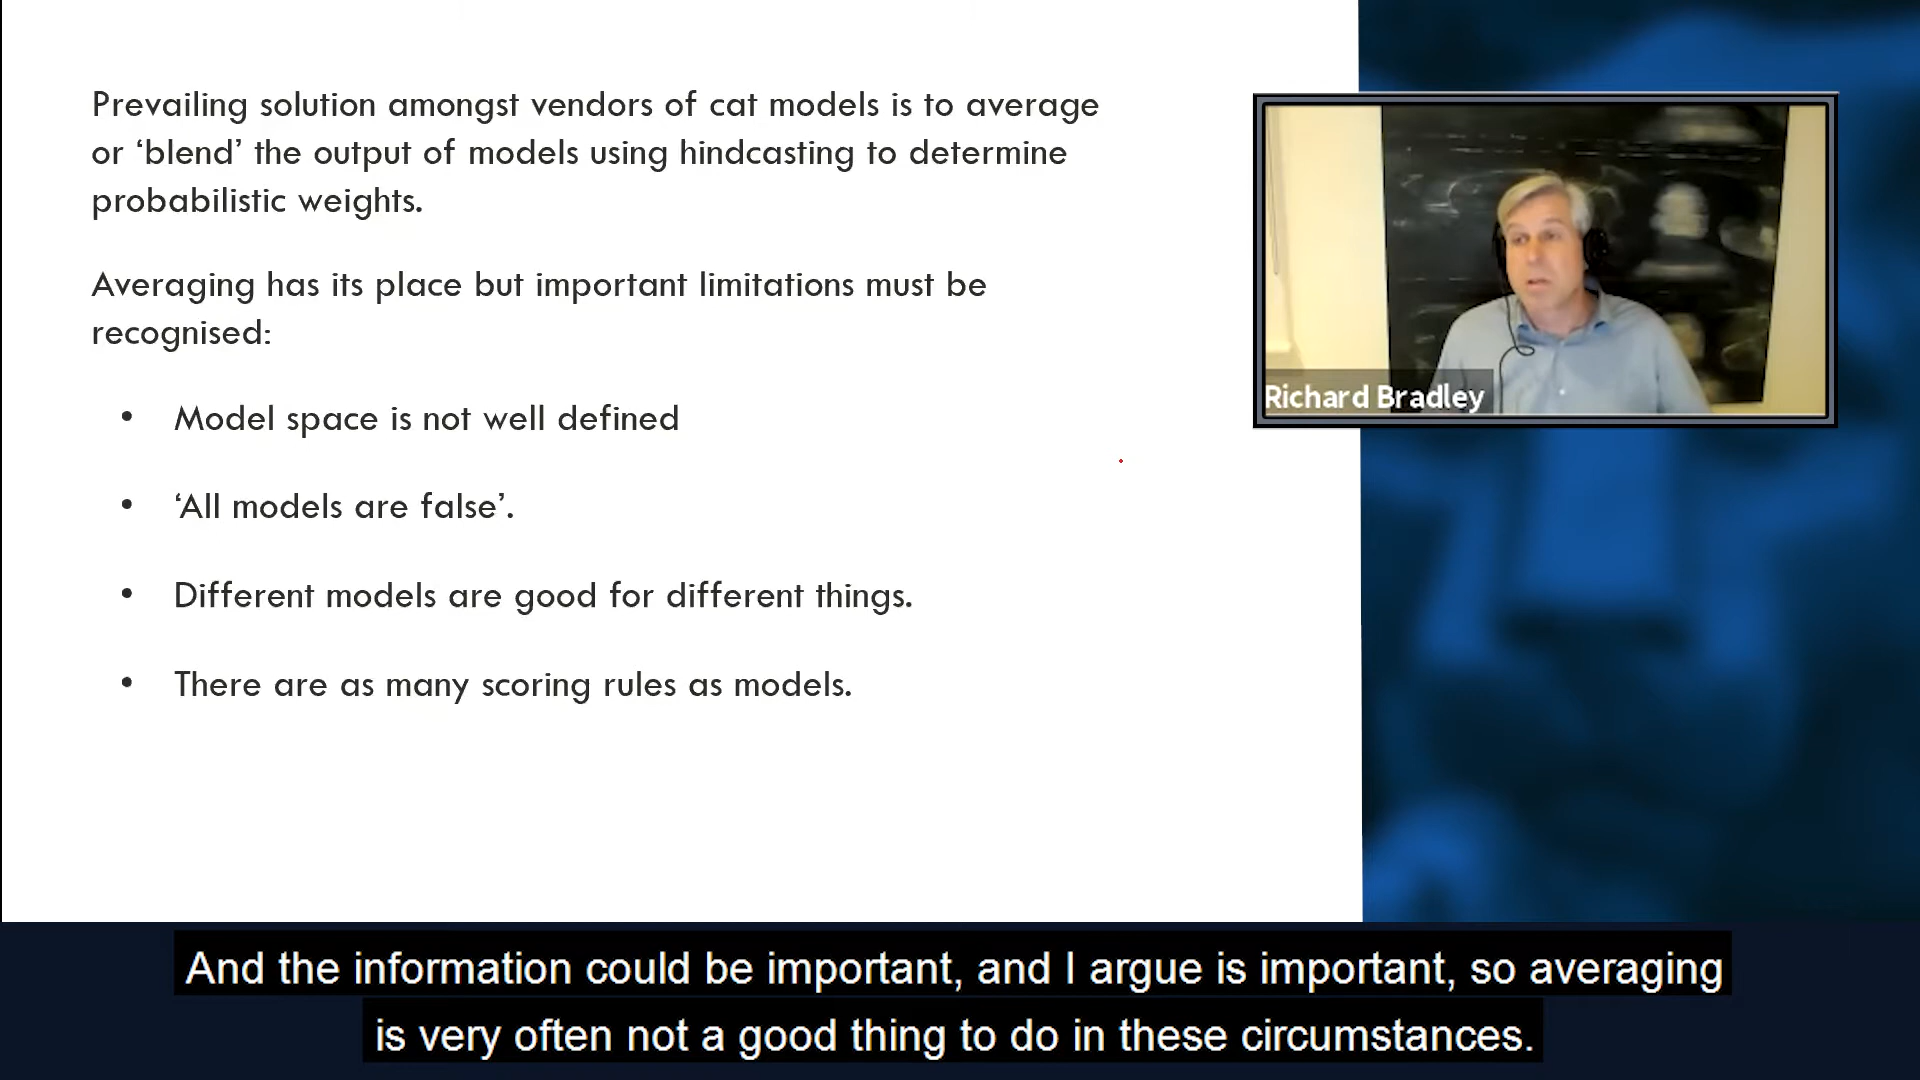 Prevailing solution amongst vendors of cat models is to average
or ‘blend’ the output of models using hindcasting to determine
probabilistic weights.
Averaging has its place but important limitations must be
recognised:
• Model space is not well defined
• ‘All models are false’.
• Different models are good for different things.
• There are as many scoring rules as models.
Richard Bradley
And the information could be important, and I argue is important, so averaging
is very often not a good thing to do in these circumstances.